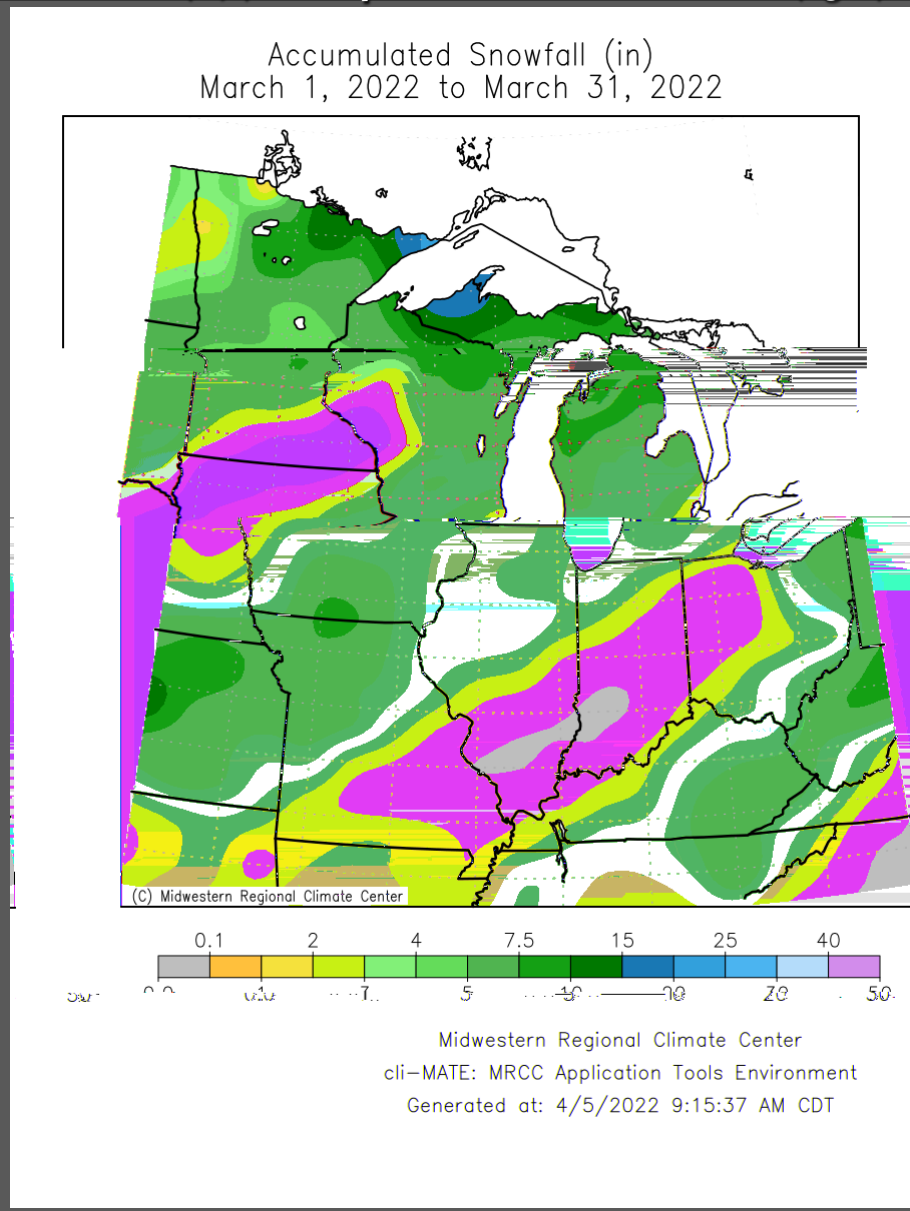 Accumulated Snowfall (in)
March 1, 2022 to March 31, 2022
(C) Midwestern Regional Climate Center
0.1 2 4 7.5 15 25 40
Midwestern Regional Climate Center
cli-MATE: MRCC Application Tools Environment
Generated at: 4/5/2022 9:15:37 AM CDT